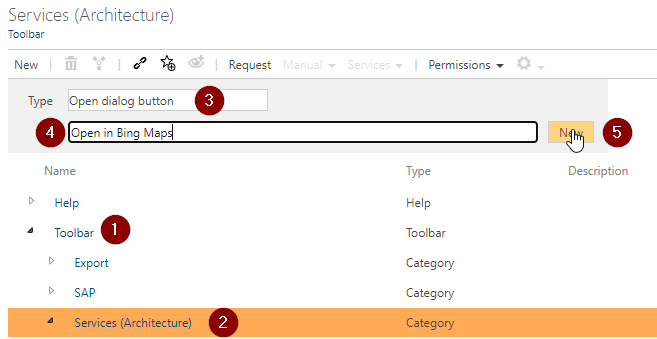 Services (Architecture)
Toolbar
New Request Manual Services Permissions
Type Open dialog button 3
4 Open in Bing Maps New 5
Name Type Description
Help Help
Toolbar 1 Toolbar
Export Category
SAP Category
Services (Architecture) 2 Category